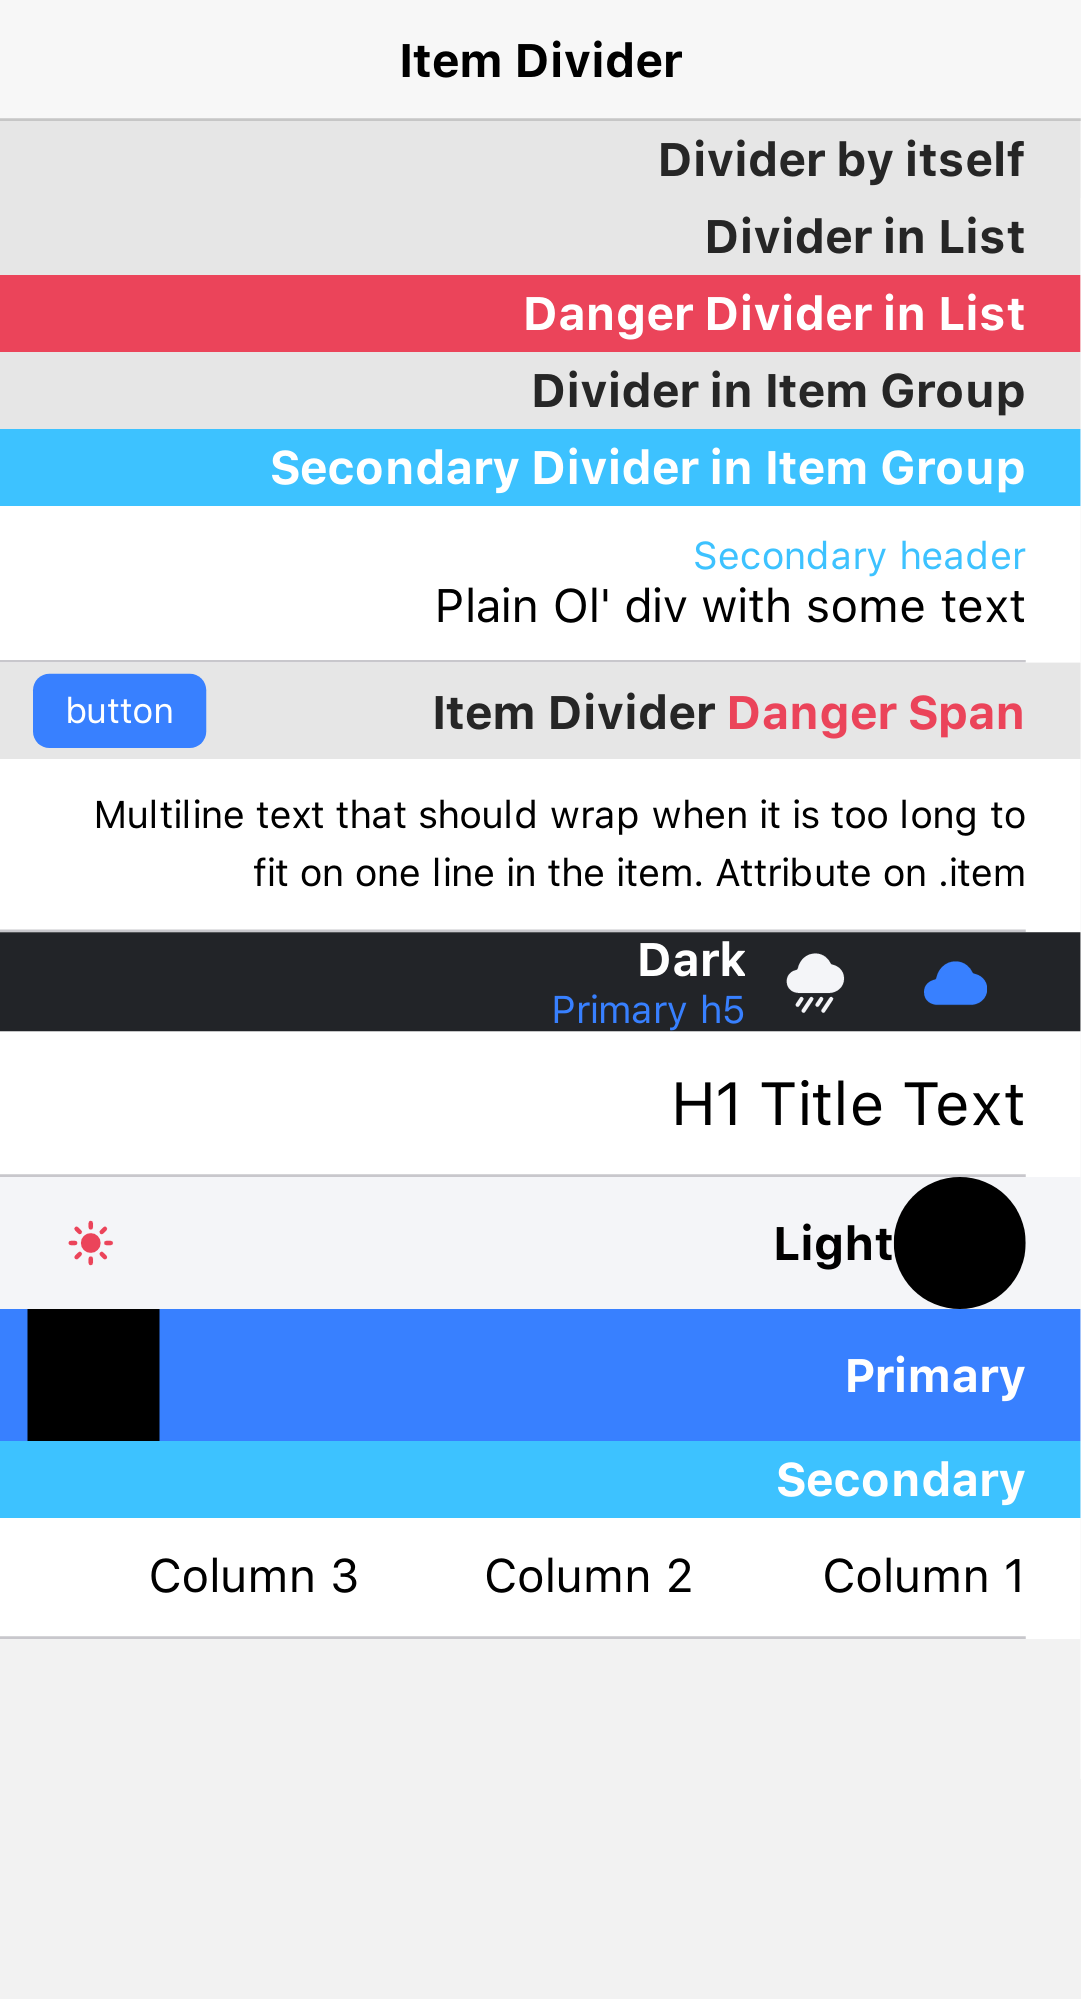 Item Divider
Divider by itself
Divider in List
Danger Divider in List
Divider in Item Group
Secondary Divider in Item Group
Secondary header
Plain Ol' div with some text
button
Item Divider Danger Span
Multiline text that should wrap when it is too long to
fit on one line in the item. Attribute on .item
Dark
Primary h5
H1 Title Text
Light
Primary
Secondary
Column 3 Column 2 Column 1